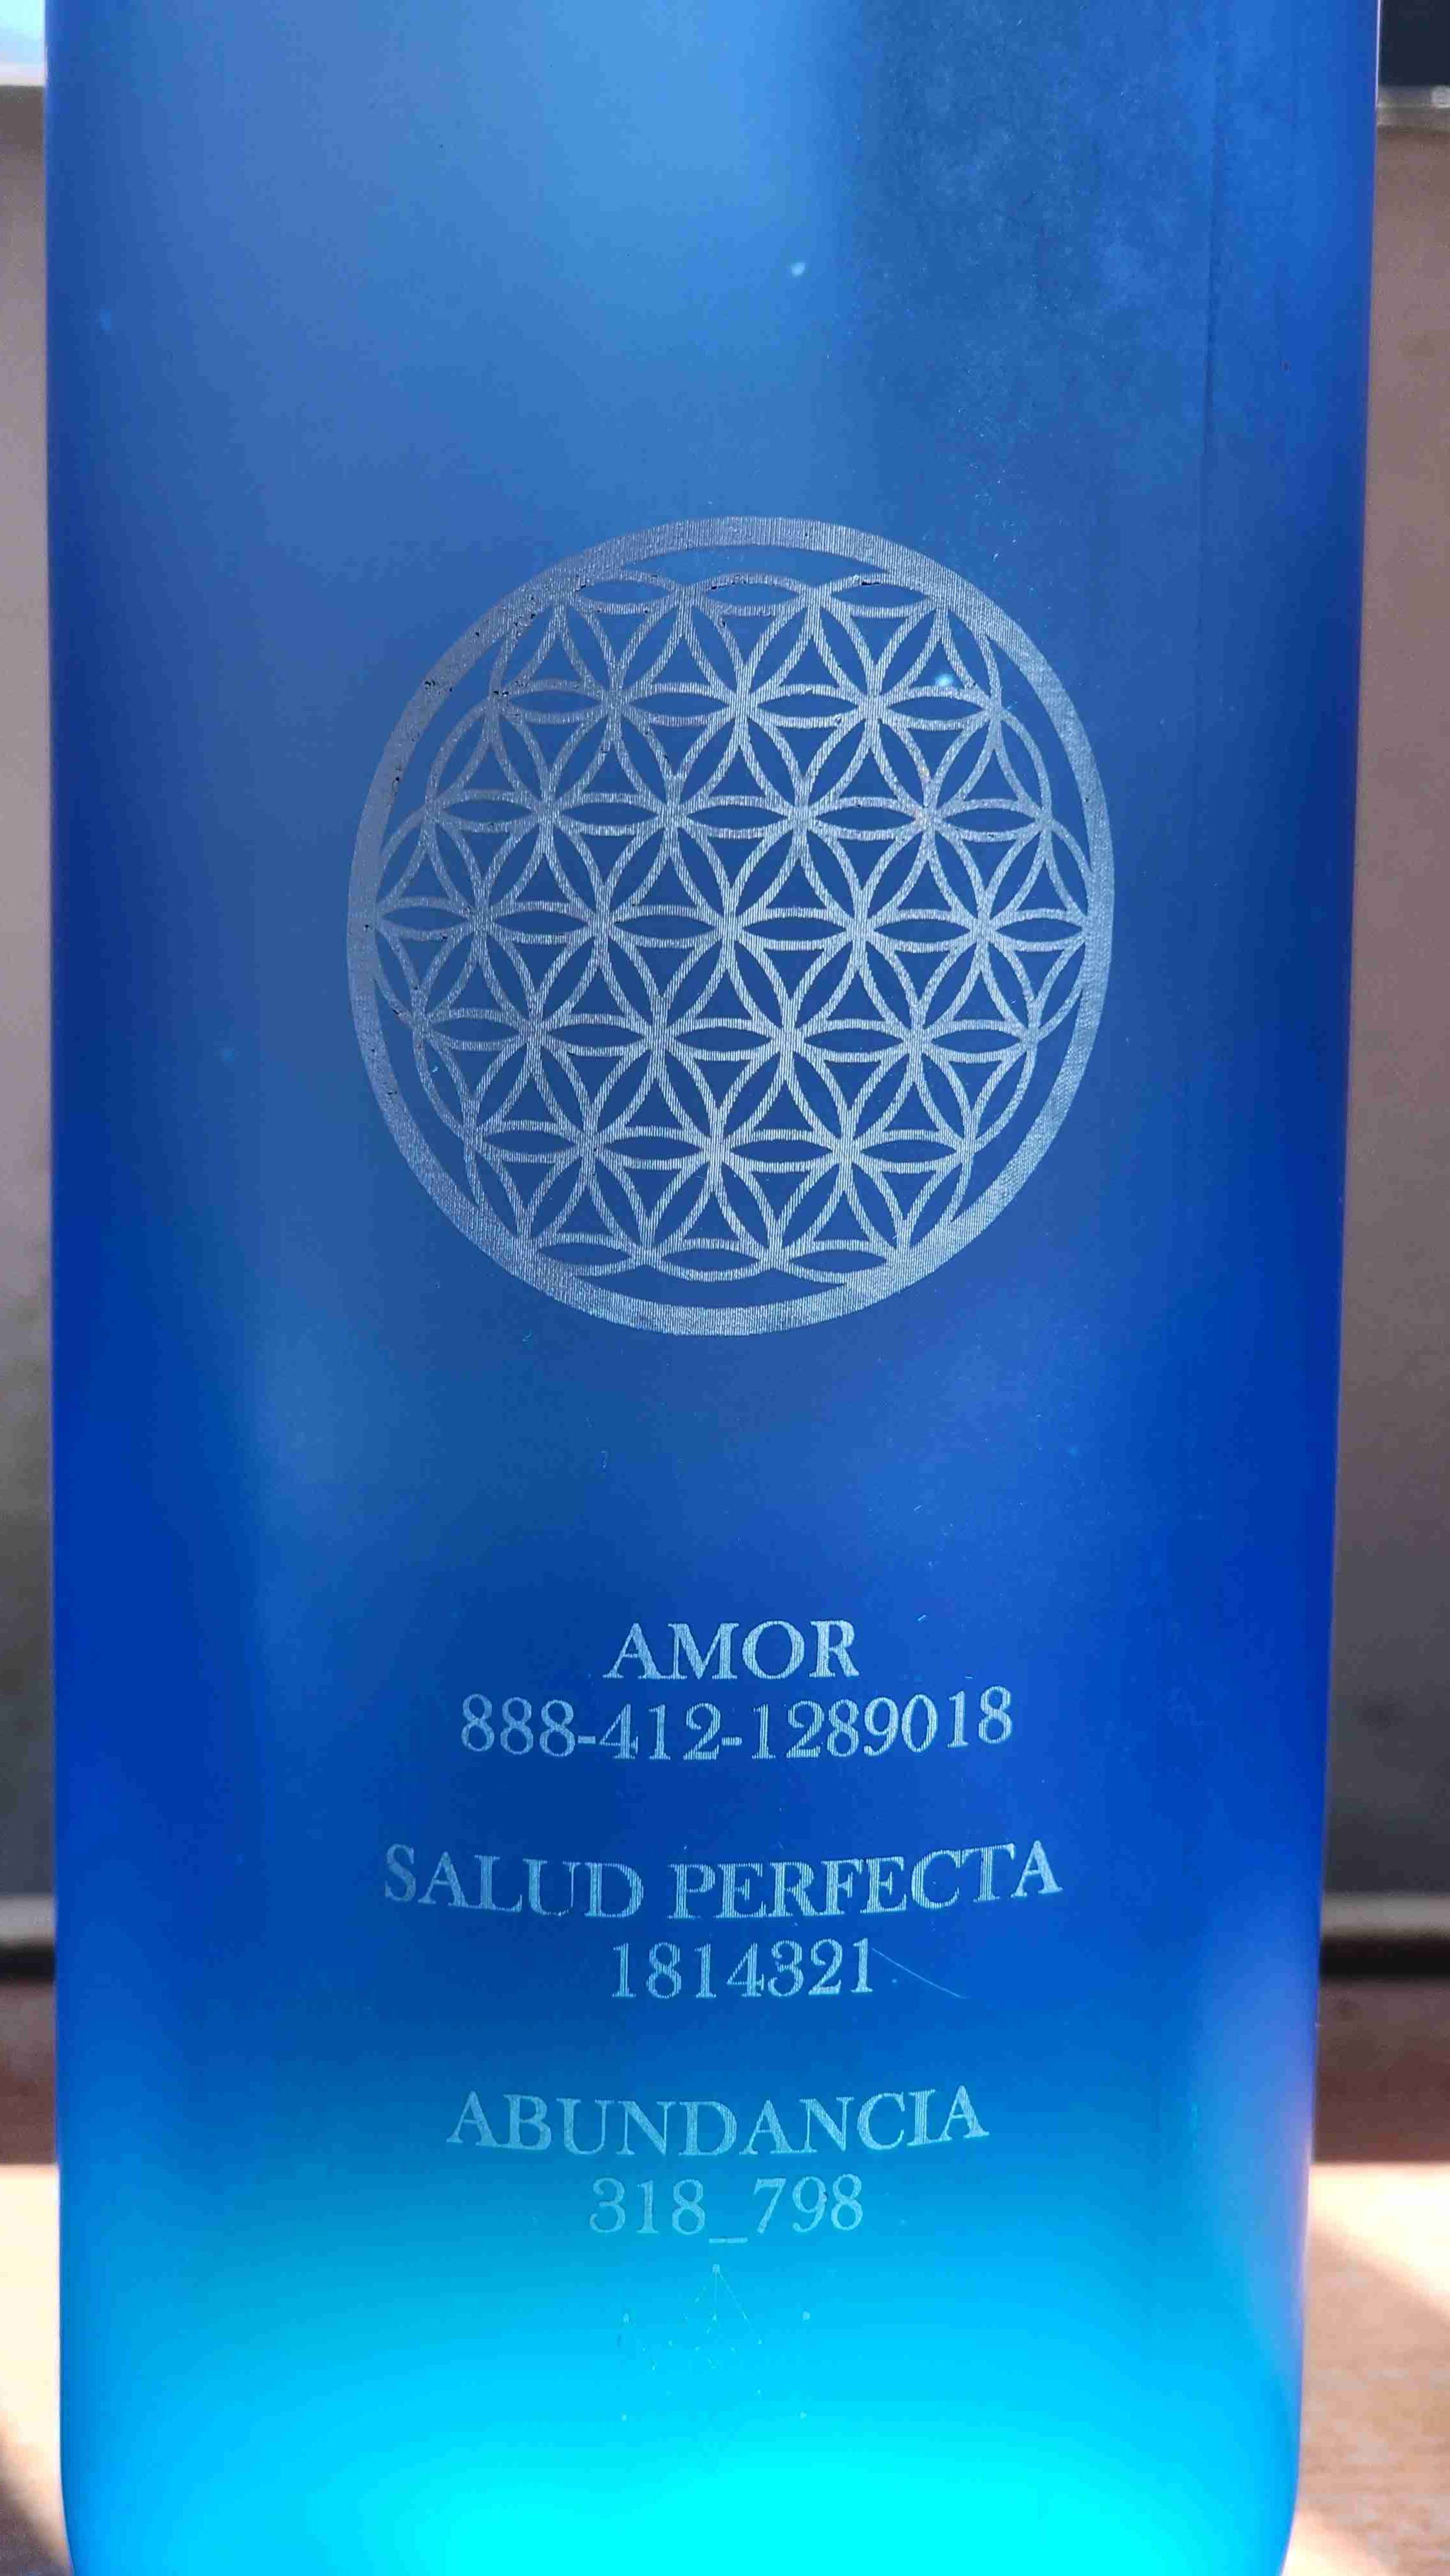 AMOR
888-412-1289018
SALUD PERFECTA
1814321
ABUNDANCIA
318_798